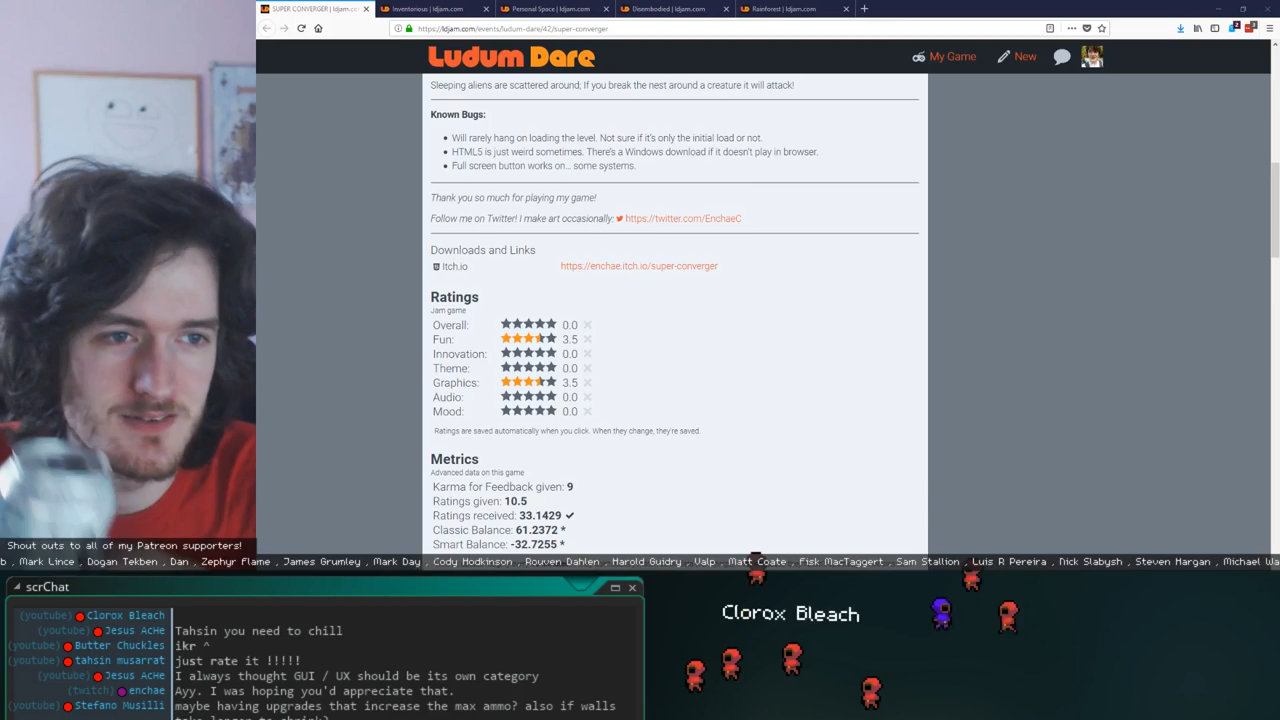 SUPER CONVERGER | ldjam.c
Inventorious | ldjam.com
Personal Space | ldjam.com
Disembodied | ldjam.com
Rainforest | ldjam.com
https://ldjam.com/events/ludum-dare/42/super-converger
Ludum Dare
My Game
New
Sleeping aliens are scattered around; If you break the nest around a creature it will attack!
Known Bugs:
Will rarely hang on loading the level. Not sure if it's only the initial load or not.
HTML5 is just weird sometimes. There's a Windows download if it doesn't play in browser.
Full screen button works on… some systems.
Thank you so much for playing my game!
Follow me on Twitter! I make art occasionally: https://twitter.com/EnchaeC
Downloads and Links
Itch.io https://enchae.itch.io/super-converger
Ratings
Jam game
Overall: 0.0
Fun: 3.5
Innovation: 0.0
Theme: 0.0
Graphics: 3.5
Audio: 0.0
Mood: 0.0
Ratings are saved automatically when you click. When they change, they're saved.
Metrics
Advanced data on this game
Karma for Feedback given: 9
Ratings given: 10.5
Ratings received: 33.1429
Classic Balance: 61.2372 *
Smart Balance: -32.7255 *
Shout outs to all of my Patreon supporters!
b , Mark Lince , Dogan Tekben , Dan , Zephyr Flame , James Grumley , Mark Day , Cody Hodkinson , Rouven Dahlen , Harold Guidry , Valp , Matt Coate , Fisk MacTaggert , Sam Stallion , Luis R Pereira , Nick Slabysh , Steven Hargan , Michael Wa
scrChat
(youtube) Clorox Bleach
(youtube) Jesus AcHe Tahsin you need to chill
(youtube) Butter Chuckles ikr ^
(youtube) tahsin musarrat just rate it !!!!!
(youtube) Jesus AcHe I always thought GUI / UX should be its own category
(twitch) enchae Ayy. I was hoping you'd appreciate that.
(youtube) Stefano Musilli maybe having upgrades that increase the max ammo? also if walls
take longer to shrink?
Clorox Bleach